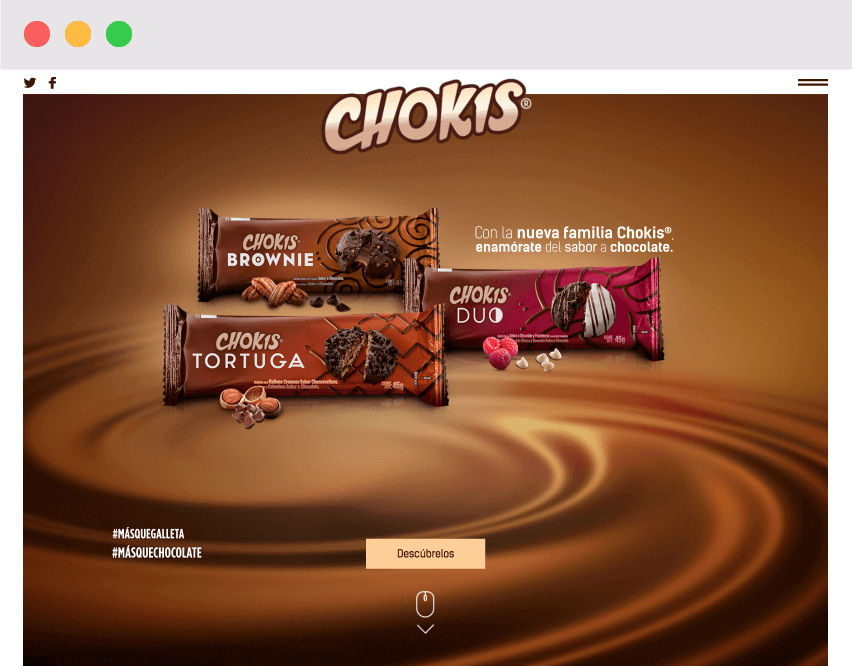 CHOKIS®
Con la nueva familia Chokis®,
enamórate del sabor a chocolate.
CHOKIS
BROWNIE
CHOKIS
DUO
45g
CHOKIS
TORTUGA
45g
#MÁSQUEGALLETA
#MÁSQUECHOCOLATE
Descúbrelos